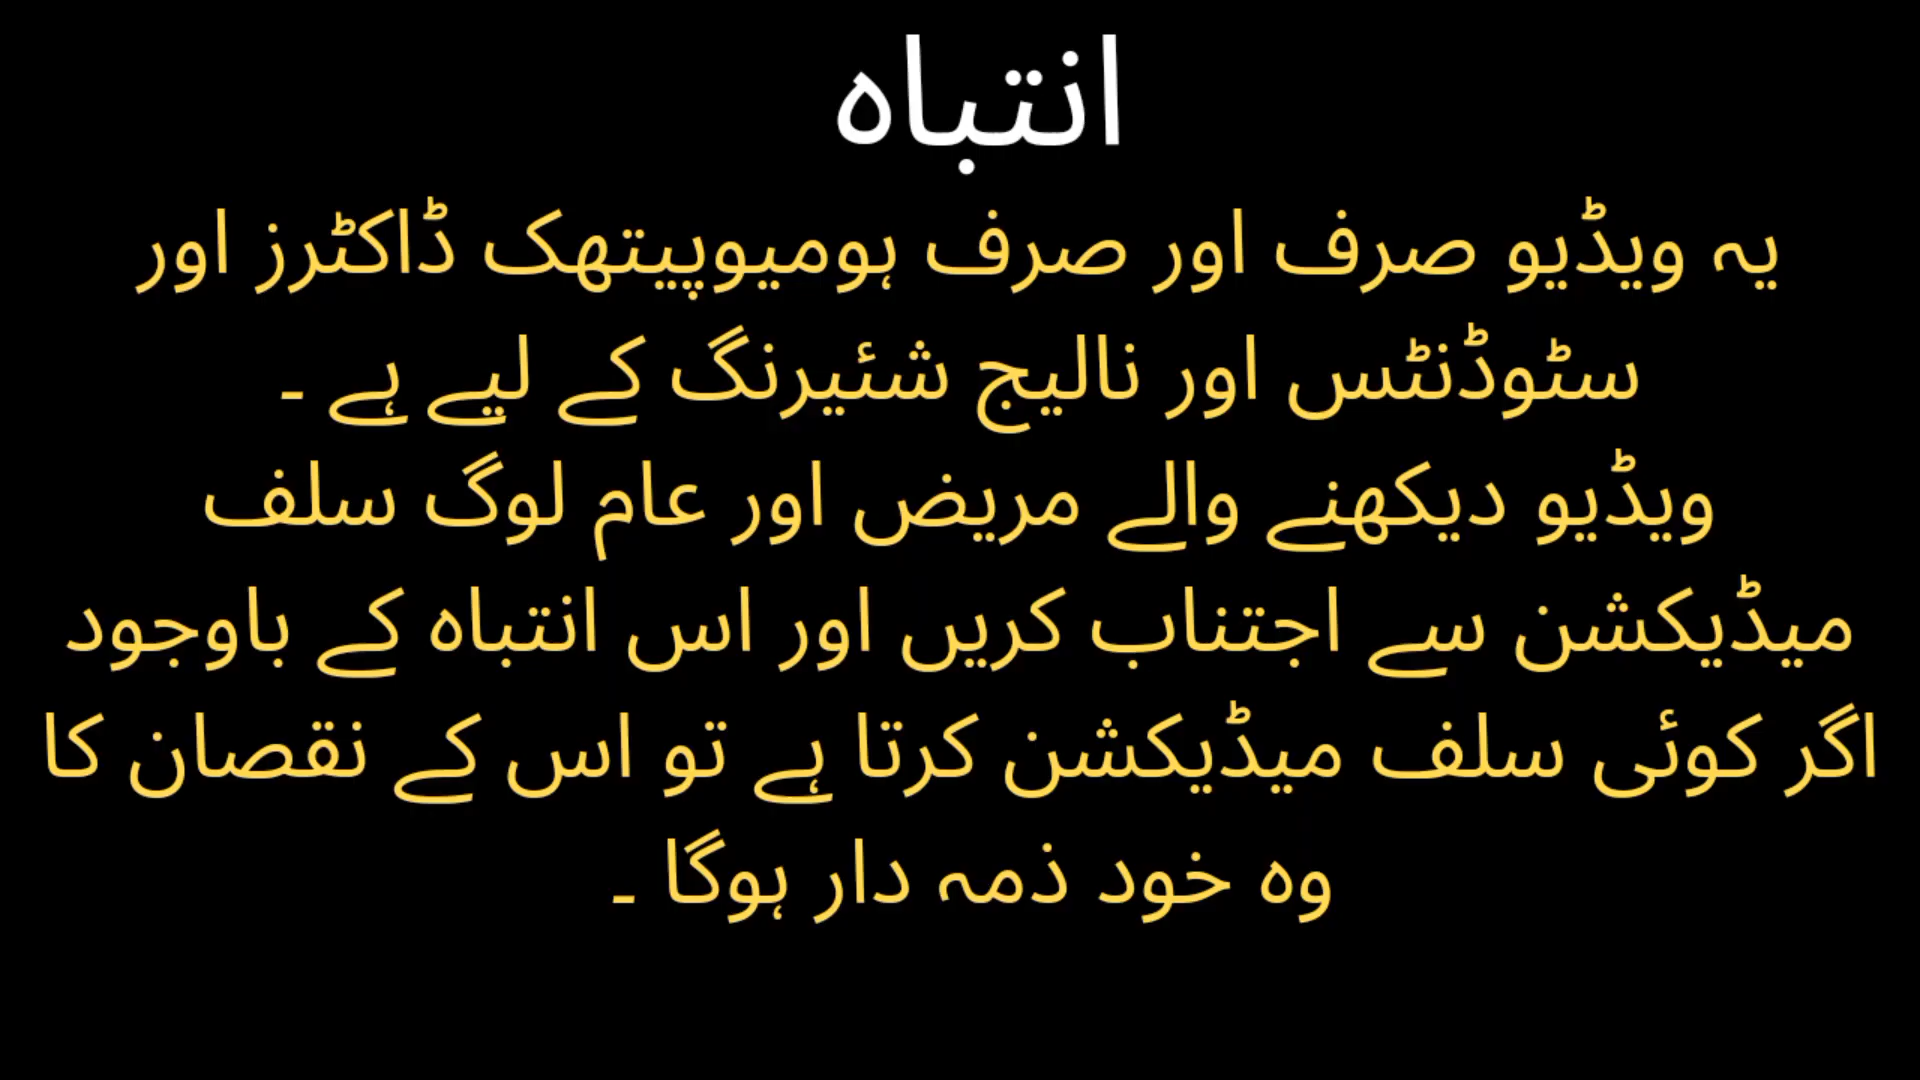 انتباہ
یہ ویڈیو صرف اور صرف ہومیوپیتھک ڈاکٹرز اور
سٹوڈنٹس اور نالیج شئیرنگ کے لیے ہے ۔
ویڈیو دیکھنے والے مریض اور عام لوگ سلف
میڈیکشن سے اجتناب کریں اور اس انتباہ کے باوجود
اگر کوئی سلف میڈیکشن کرتا ہے تو اس کے نقصان کا
وہ خود ذمہ دار ہوگا ۔